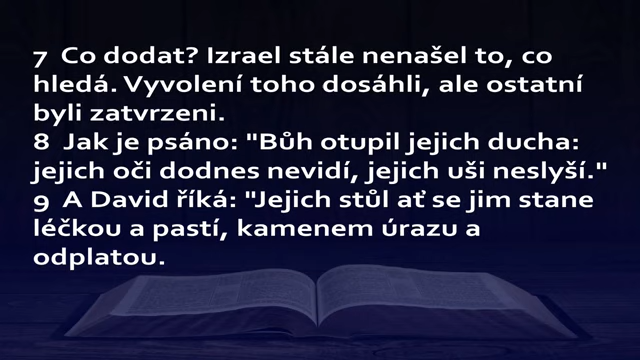 7 Co dodat? Izrael stále nenašel to, co
hledá. Vyvolení toho dosáhli, ale ostatní
byli zatvrzeni.
8 Jak je psáno: "Bůh otupil jejich ducha:
jejich oči dodnes nevidí, jejich uši neslyší."
9 A David říká: "Jejich stůl ať se jim stane
léčkou a pastí, kamenem úrazu a
odplatou.